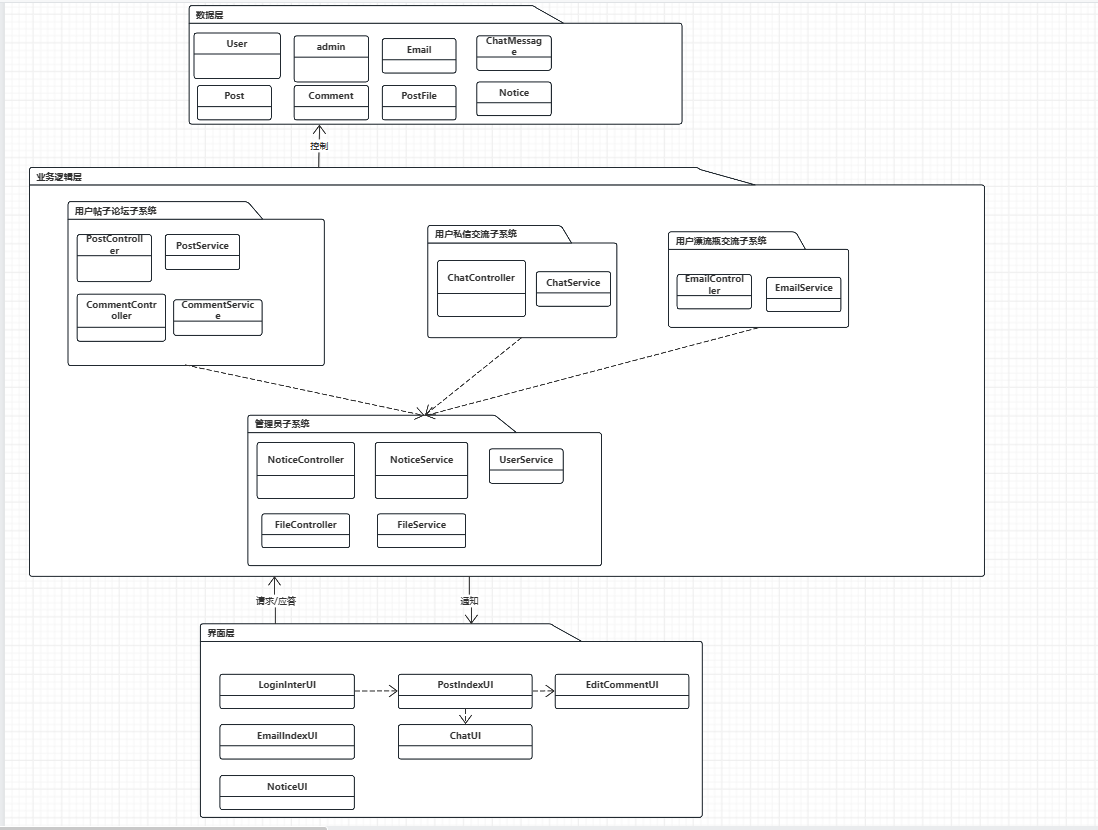 数据层
User
admin
Email
ChatMessag
e
Post
Comment
PostFile
Notice
控制
业务逻辑层
用户帖子论坛子系统
PostControll
er
PostService
CommentContr
oller
CommentServic
e
用户私信交流子系统
ChatController
ChatService
用户漂流瓶交流子系统
EmailControl
ler
EmailService
管理员子系统
NoticeController
NoticeService
UserService
FileController
FileService
请求/应答
通知
界面层
LoginInterUI
PostIndexUI
EditCommentUI
EmailIndexUI
ChatUI
NoticeUI